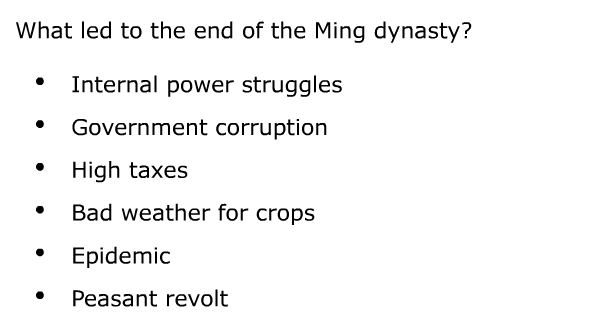 What led to the end of the Ming dynasty?
• Internal power struggles
• Government corruption
• High taxes
• Bad weather for crops
• Epidemic
• Peasant revolt